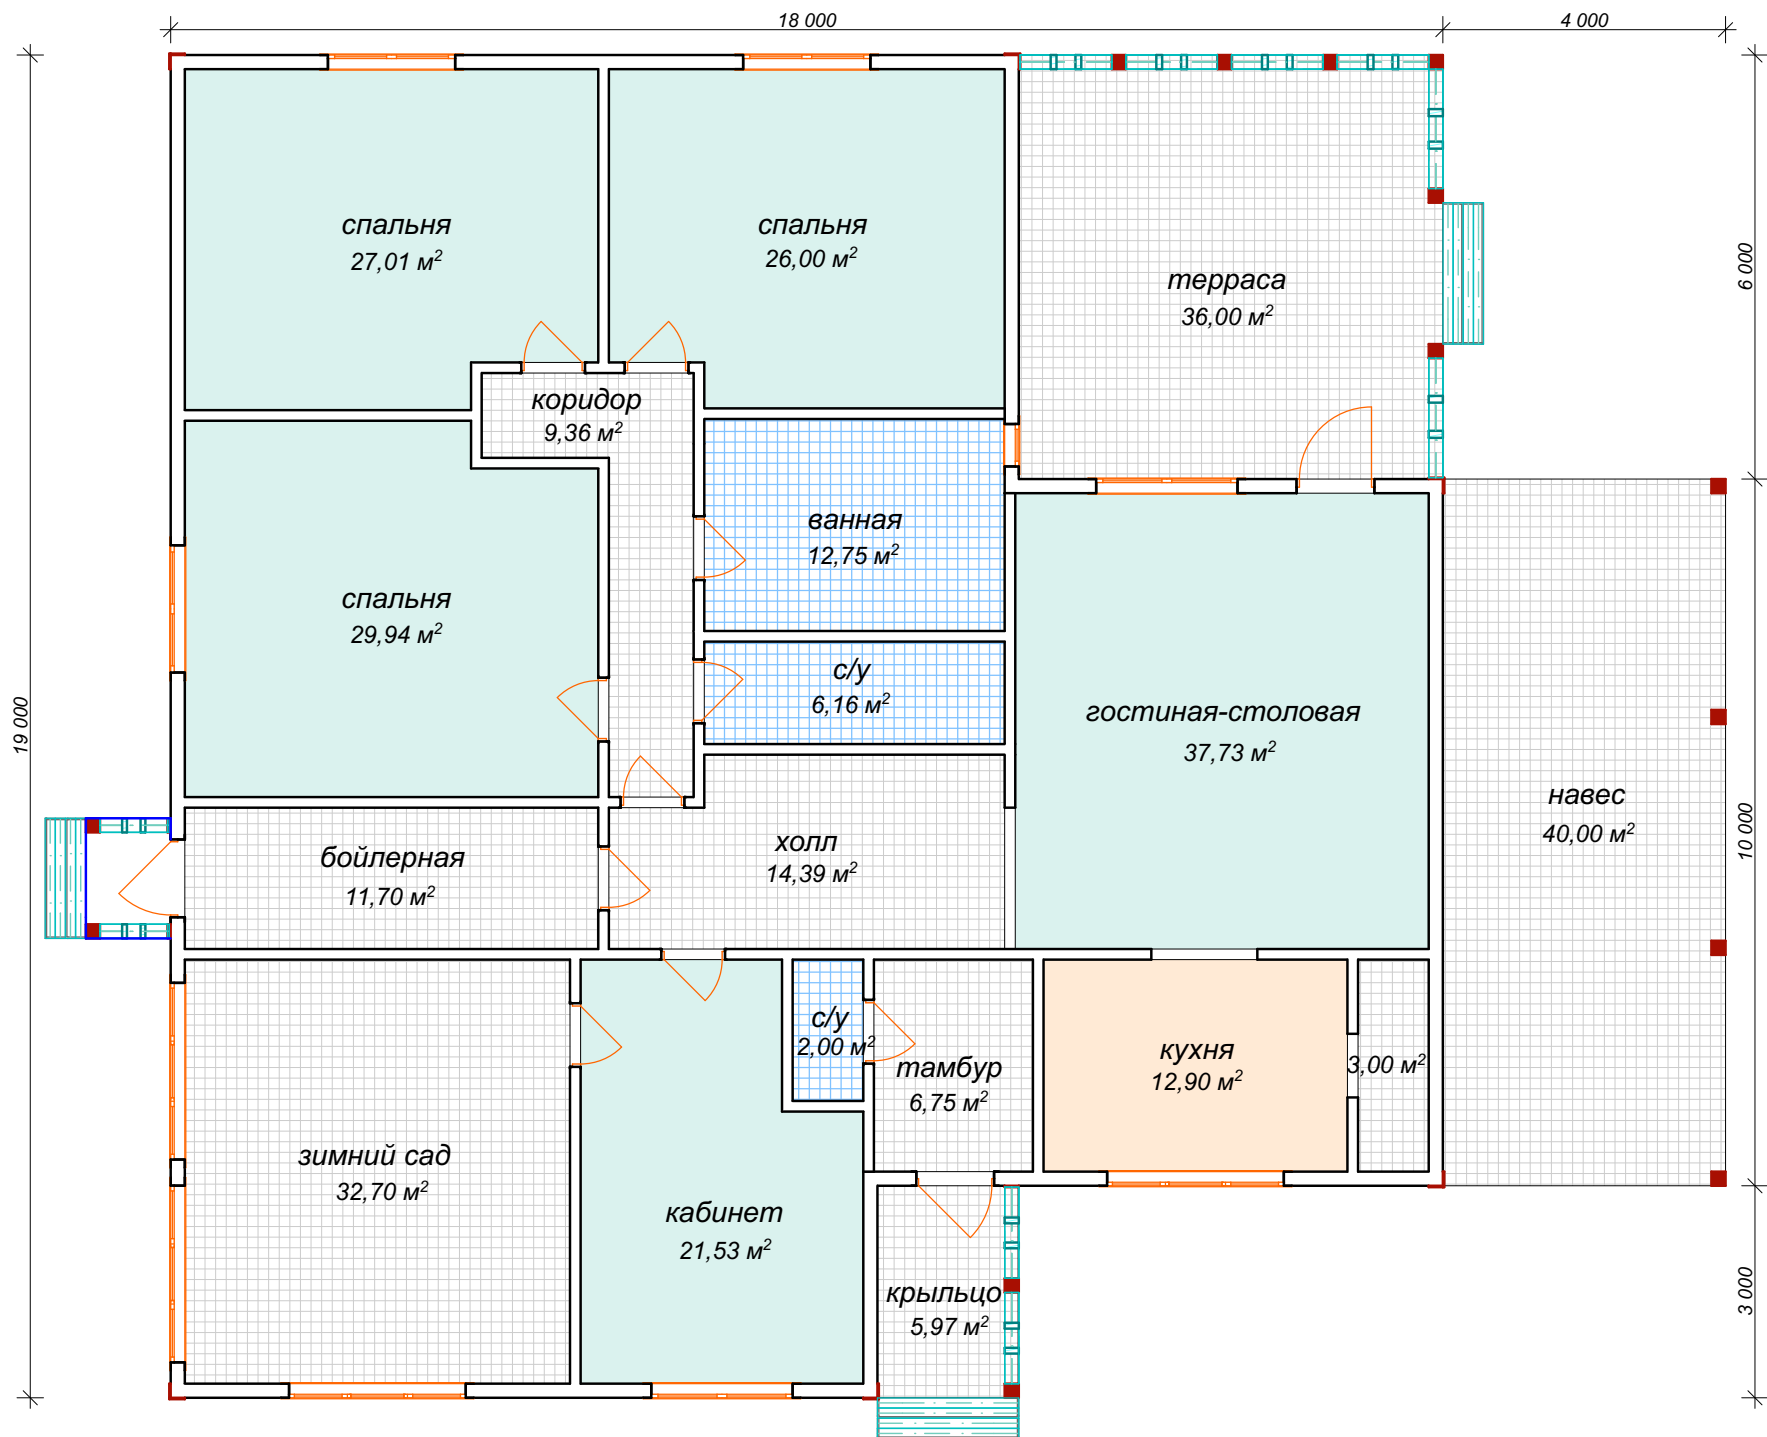 18 000
4 000
спальня
27,01 м²
спальня
26,00 м²
терраса
36,00 м²
6 000
коридор
9,36 м²
ванная
12,75 м²
спальня
29,94 м²
с/у
6,16 м²
гостиная-столовая
37,73 м²
19 000
навес
40,00 м²
10 000
бойлерная
11,70 м²
холл
14,39 м²
с/у
2,00 м²
тамбур
6,75 м²
кухня
12,90 м²
3,00 м²
зимний сад
32,70 м²
кабинет
21,53 м²
крыльцо
5,97 м²
3 000